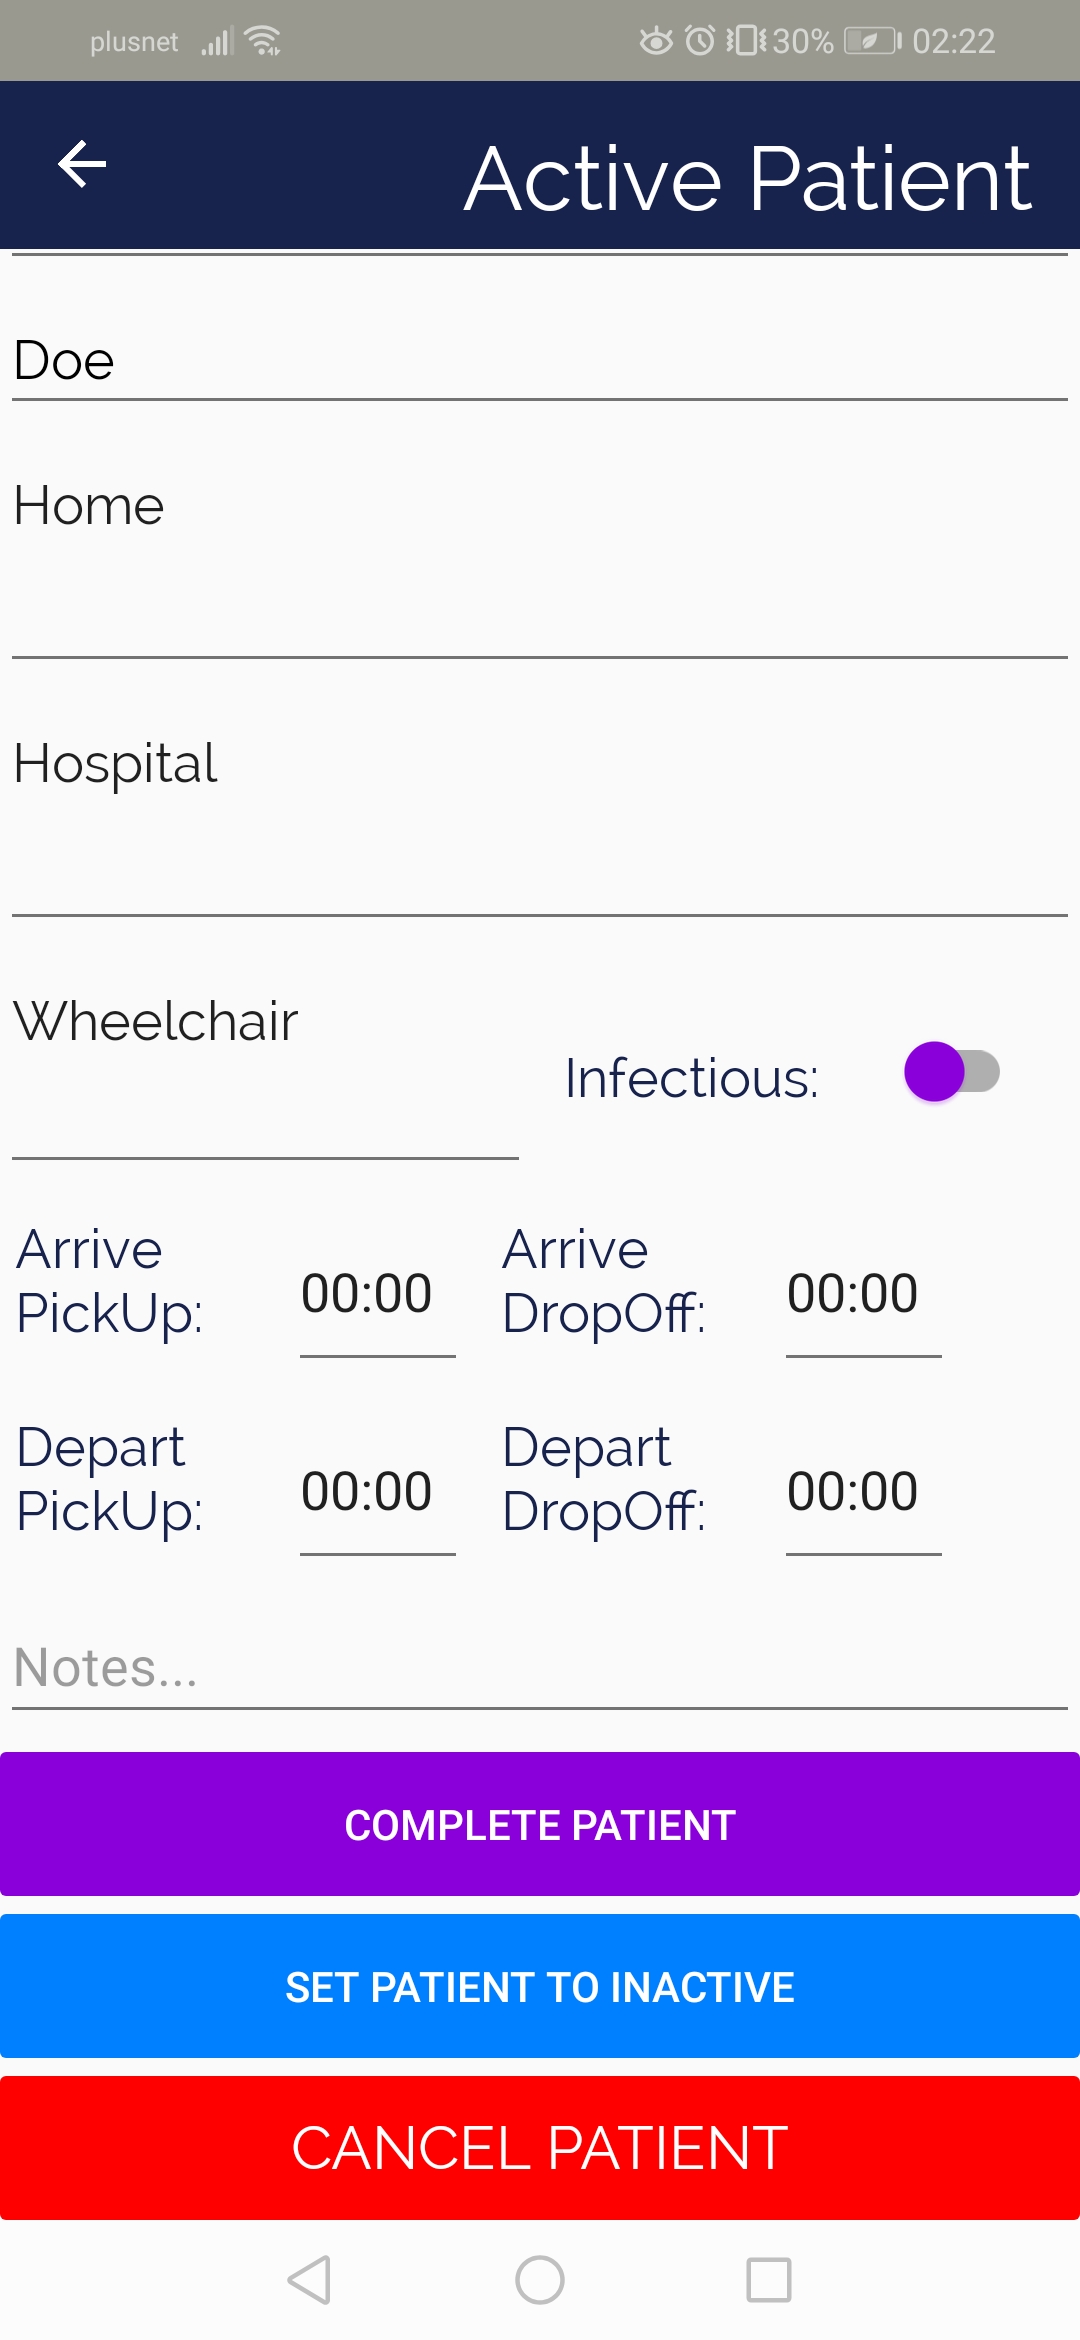 plusnet 30% 02:22
Active Patient
Doe
Home
Hospital
Wheelchair
Infectious:
Arrive
PickUp:
00:00
Arrive
DropOff:
00:00
Depart
PickUp:
00:00
Depart
DropOff:
00:00
Notes...
COMPLETE PATIENT
SET PATIENT TO INACTIVE
CANCEL PATIENT